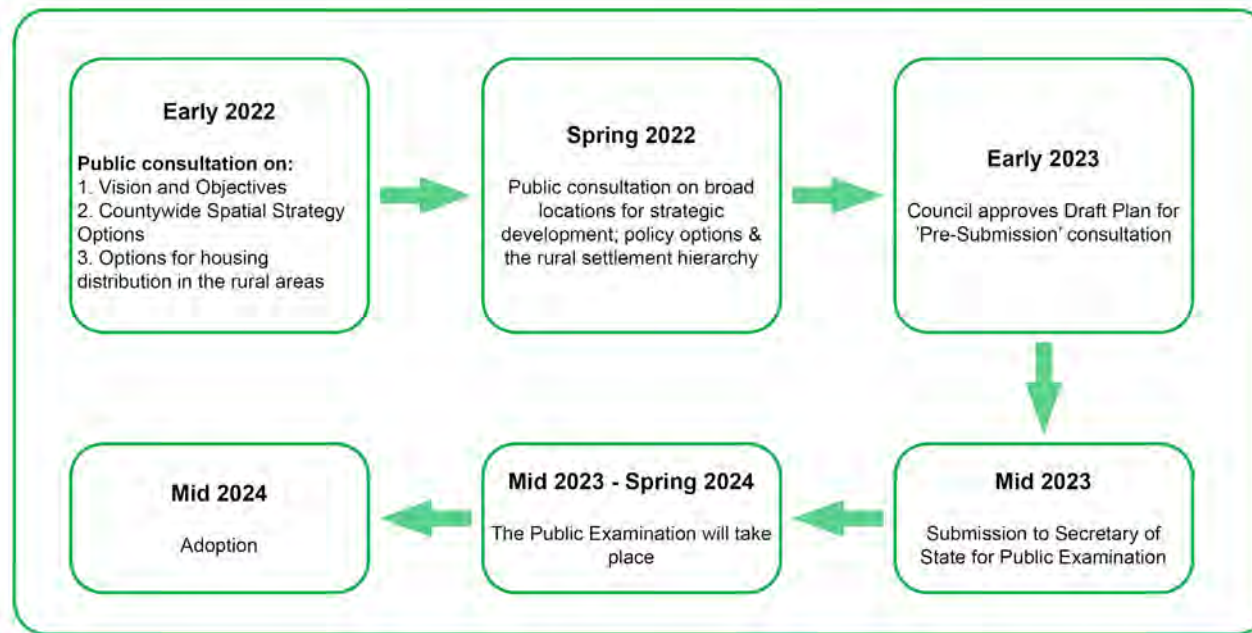 Early 2022
Public consultation on:
1. Vision and Objectives
2. Countywide Spatial Strategy
Options
3. Options for housing
distribution in the rural areas
Spring 2022
Public consultation on broad
locations for strategic
development; policy options &
the rural settlement hierarchy
Early 2023
Council approves Draft Plan for
'Pre-Submission' consultation
Mid 2023
Submission to Secretary of
State for Public Examination
Mid 2023 - Spring 2024
The Public Examination will take
place
Mid 2024
Adoption